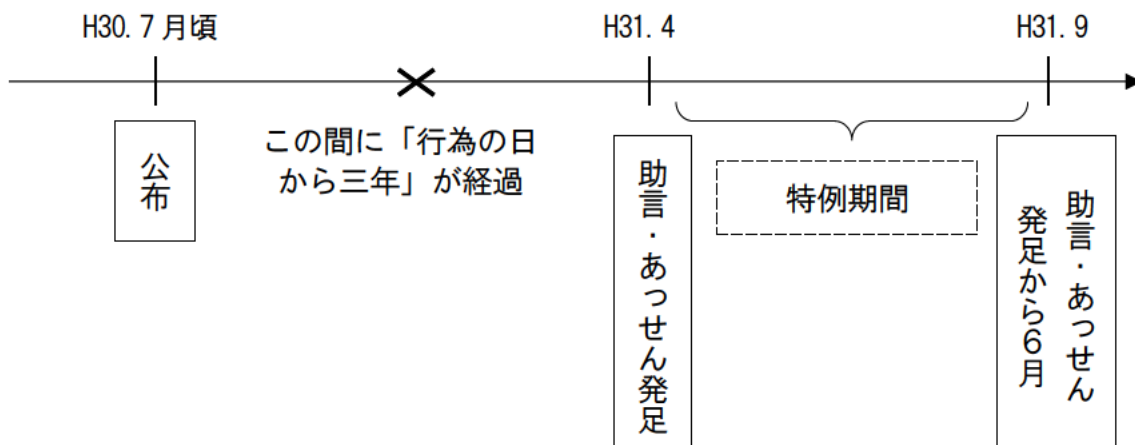 H30.7月頃
H31.4
H31.9
公布
この間に「行為の日
から三年」が経過
助言・あっせん発足
特例期間
助言・あっせん
発足から６月